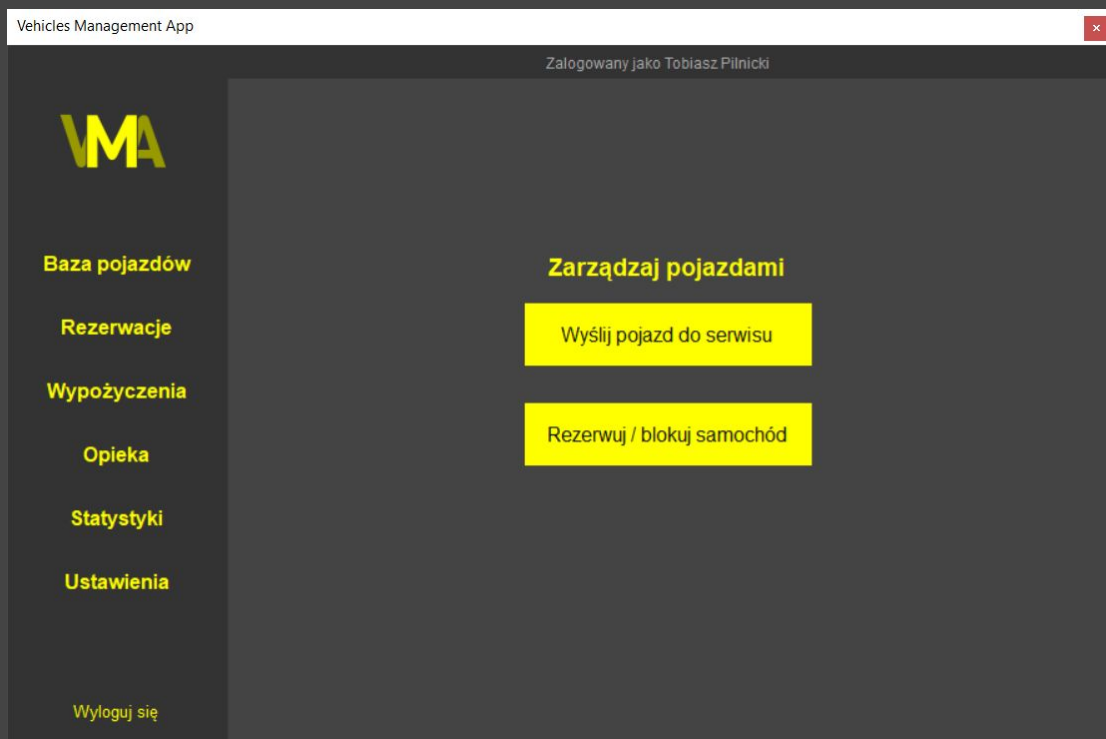 Vehicles Management App
Zalogowany jako Tobiasz Pilnicki
VMA
Baza pojazdów
Rezerwacje
Wypożyczenia
Opieka
Statystyki
Ustawienia
Wyloguj się
Zarządzaj pojazdami
Wyślij pojazd do serwisu
Rezerwuj / blokuj samochód